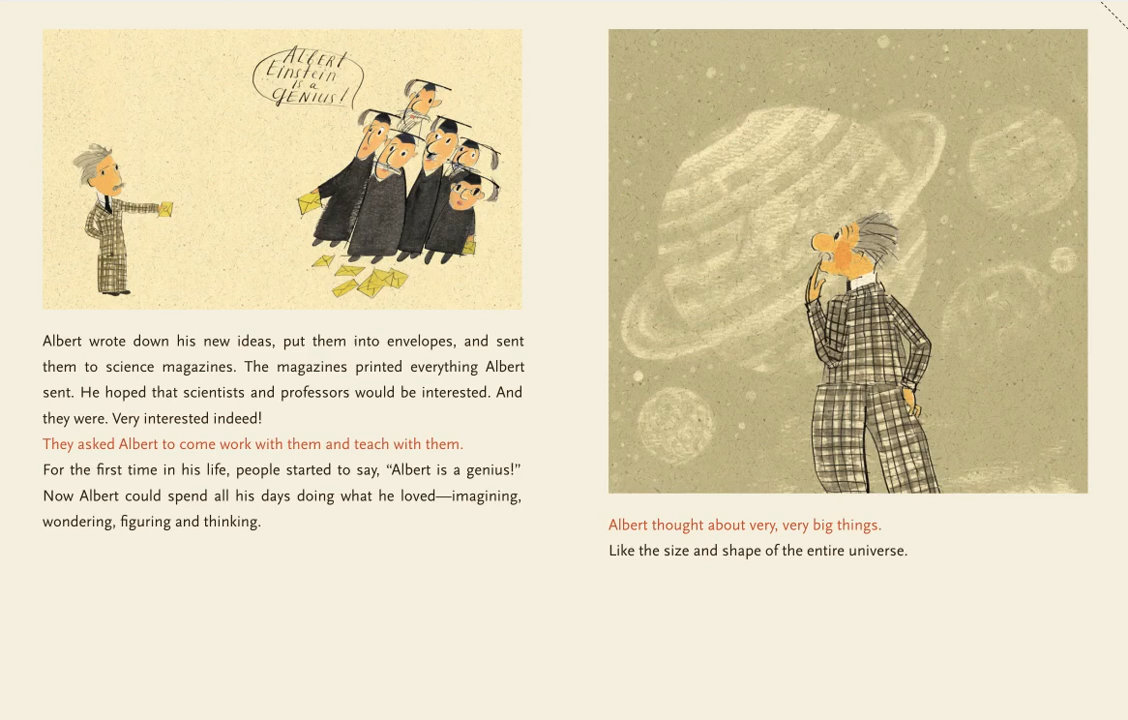 ALBERT
Einstein
is a
GENIUS!
Albert wrote down his new ideas, put them into envelopes, and sent
them to science magazines. The magazines printed everything Albert
sent. He hoped that scientists and professors would be interested. And
they were. Very interested indeed!
They asked Albert to come work with them and teach with them.
For the first time in his life, people started to say, “Albert is a genius!”
Now Albert could spend all his days doing what he loved—imagining,
wondering, figuring and thinking.
Albert thought about very, very big things.
Like the size and shape of the entire universe.